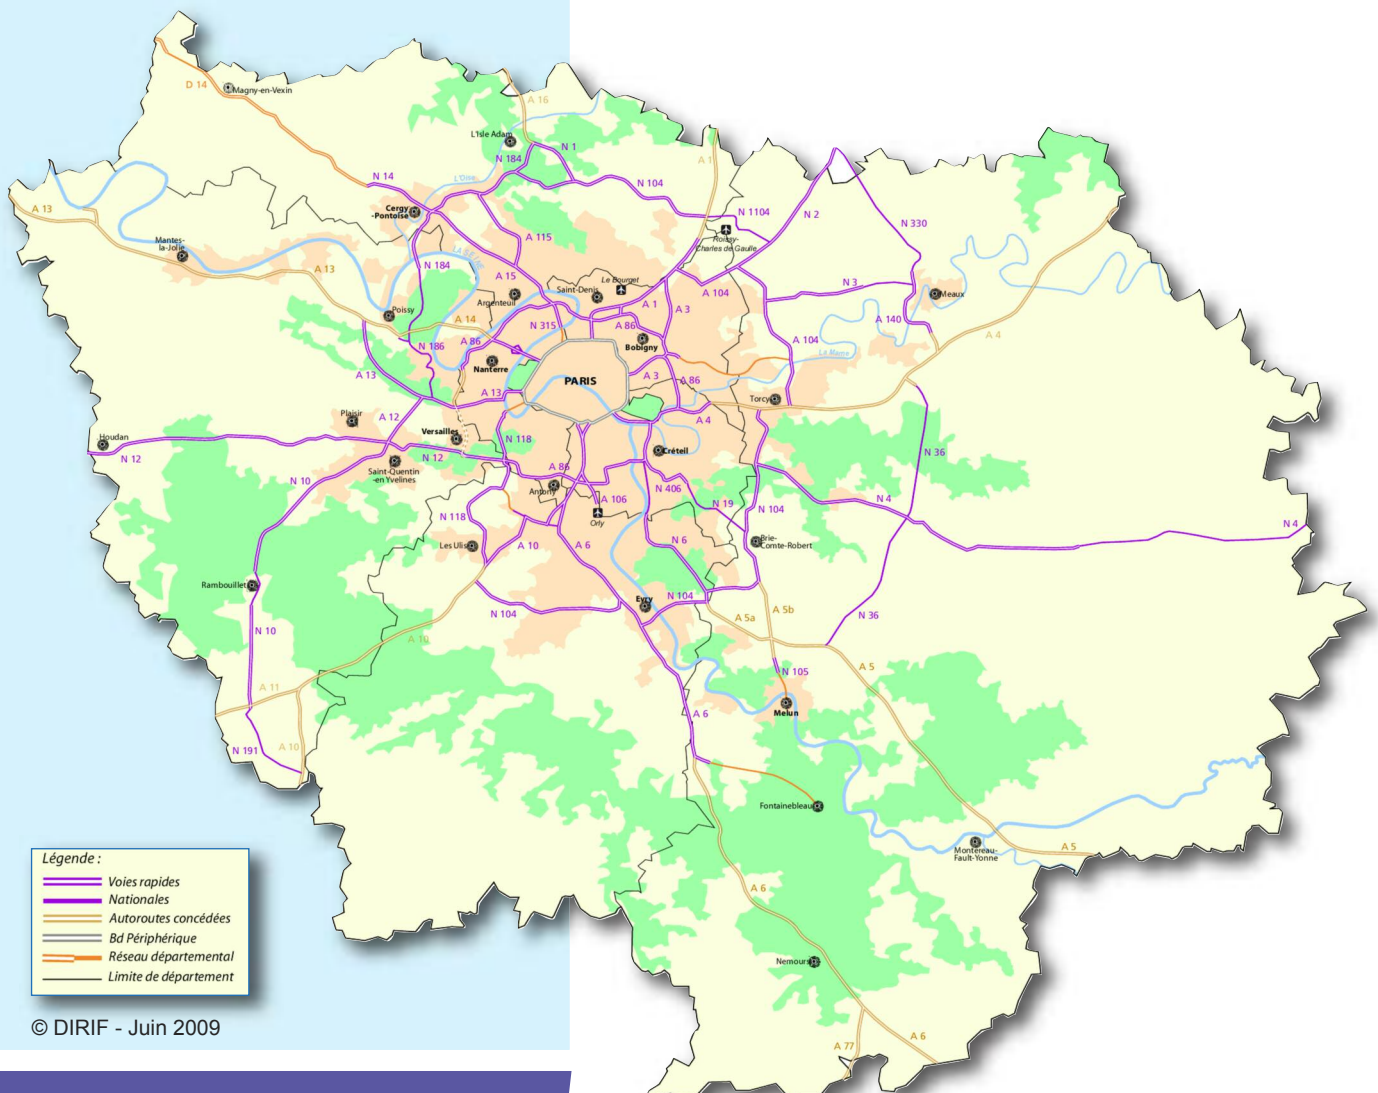 D 14
Magny-en-Vexin
A 16
L'Isle Adam
N 1
N 184
A 1
N 14
L'Oise
N 104
Cergy
-Pontoise
N 1104
N 2
N 330
A 13
A 115
Roissy-
Charles de Gaulle
Mantes-
la-Jolie
LA SEINE
N 184
A 13
A 15
Le Bourget
Saint-Denis
A 104
N 3
Meaux
Argenteuil
A 1
A 3
Poissy
A 14
N 315
A 86
A 140
A 4
N 186
A 86
Bobigny
A 104
La Marne
Nanterre
A 13
PARIS
A 3
A 86
A 13
Torcy
Plaisir
A 12
A 4
Houdan
Versailles
N 118
N 12
N 12
Créteil
N 36
Saint-Quentin
-en Yvelines
A 86
N 10
Antony
A 106
N 406
N 4
N 19
N 104
N 118
Orly
N 4
Les Ulis
A 10
A 6
N 6
Brie-
Comte-Robert
Rambouillet
Evry
N 104
N 104
A 5a
A 5b
N 36
N 10
A 10
A 5
N 105
A 11
Melun
A 6
N 191
A 10
Fontainebleau
Montereau-
Fault-Yonne
A 5
A 6
Nemours
A 77
A 6
Légende :
Voies rapides
Nationales
Autoroutes concédées
Bd Périphérique
Réseau départemental
Limite de département
© DIRIF - Juin 2009